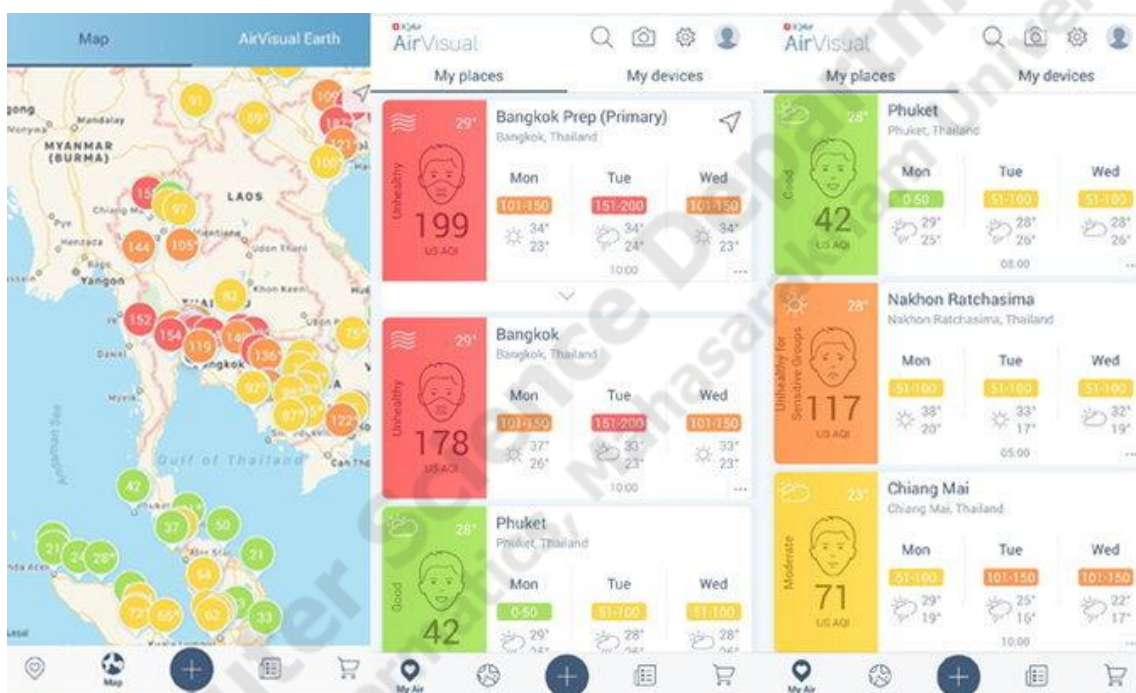 Map
AirVisual Earth
91
109
59*
187*
121*
100*
Mandalay
MYANMAR
(BURMA)
LAOS
Chiang
97
Pye
144
105*
Udon Thani
Yangon
82
Khon Kaen
152
154
119
136*
75*
Dawei
97*
Myeik
97*
122*
Gulf of Thailand
Can Tho
Andaman Sea
42
37
50
21
24
28*
21
54
72*
56*
62
33
Map
IQAir
AirVisual
My places
My devices
Unhealthy
29°
199
US AQI
Bangkok Prep (Primary)
Bangkok, Thailand
Mon
Tue
Wed
101-150
151-200
101-150
34°
34°
34°
23°
24°
23°
10:00
...
Unhealthy
29°
178
US AQI
Bangkok
Bangkok, Thailand
Mon
Tue
Wed
101-150
151-200
101-150
37°
33°
33°
26°
23°
23°
10:00
...
Good
28°
42
Phuket
Phuket, Thailand
Mon
Tue
Wed
0-50
51-100
51-100
29°
28°
28°
My Air
IQAir
AirVisual
My places
My devices
Good
28°
42
US AQI
Phuket
Phuket, Thailand
Mon
Tue
Wed
0-50
51-100
51-100
29°
28°
28°
25°
26°
26°
08:00
...
Unhealthy for
Sensitive Groups
28°
117
US AQI
Nakhon Ratchasima
Nakhon Ratchasima, Thailand
Mon
Tue
Wed
51-100
51-100
51-100
38°
33°
32°
20°
17°
19°
05:00
...
Moderate
23°
71
US AQI
Chiang Mai
Chiang Mai, Thailand
Mon
Tue
Wed
51-100
101-150
101-150
29°
25°
22°
19°
16°
17°
10:00
...
My Air